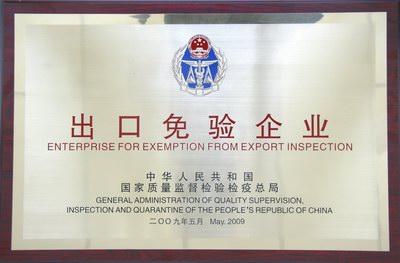 出口免验企业
ENTERPRISE FOR EXEMPTION FROM EXPORT INSPECTION
中华人民共和国
国家质量监督检验检疫总局
GENERAL ADMINISTRATION OF QUALITY SUPERVISION,
INSPECTION AND QUARANTINE OF THE PEOPLE'S REPUBLIC OF CHINA
二〇〇九年五月 May, 2009